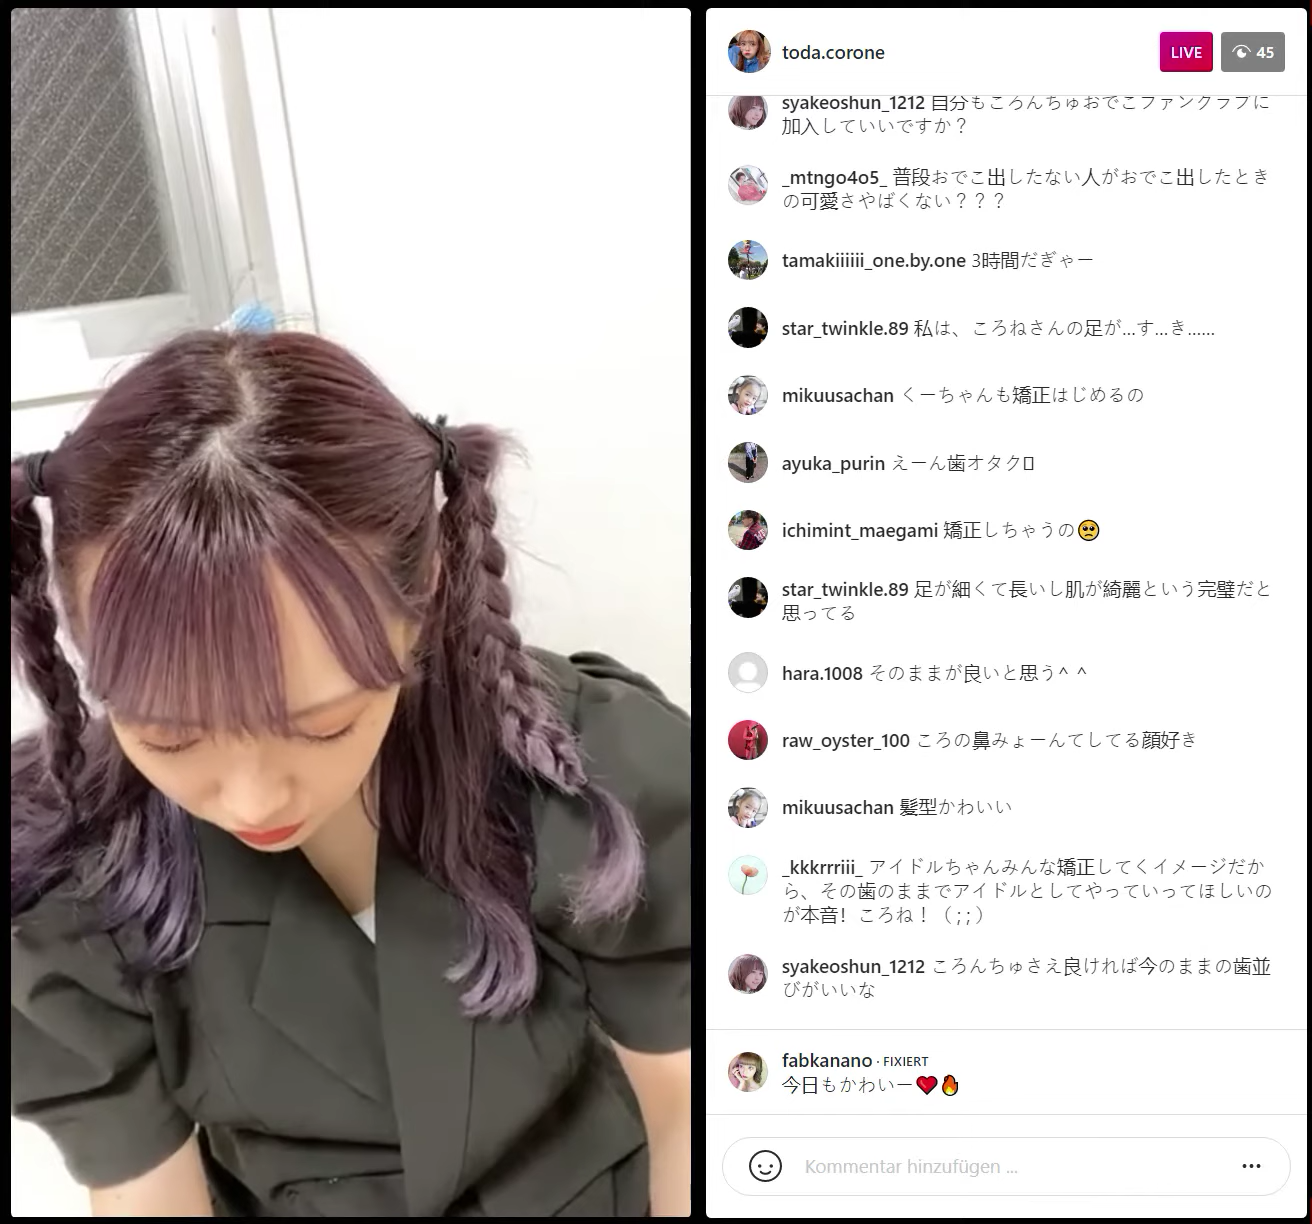 toda.corone
LIVE
45
syakeoshun_1212 自分もころんちゅおでこファンクラブに
加入していいですか？
_mtngo4o5_ 普段おでこ出したない人がおでこ出したとき
の可愛さやばくない？？？
tamakiiiiii_one.by.one 3時間だぎゃー
star_twinkle.89 私は、ころねさんの足が...す...き......
mikuusachan くーちゃんも矯正はじめるの
ayuka_purin えーん歯オタク
ichimint_maegami 矯正しちゃうの🥺
star_twinkle.89 足が細くて長いし肌が綺麗という完璧だと
思ってる
hara.1008 そのままが良いと思う^ ^
raw_oyster_100 ころの鼻みょーんてしてる顔好き
mikuusachan 髪型かわいい
_kkkrrriii_ アイドルちゃんみんな矯正してくイメージだか
ら、その歯のままでアイドルとしてやっていってほしいの
が本音！ころね！（ ; ; ）
syakeoshun_1212 ころんちゅさえ良ければ今のままの歯並
びがいいな
fabkanano · FIXIERT
今日もかわいー❤️🔥
Kommentar hinzufügen ...